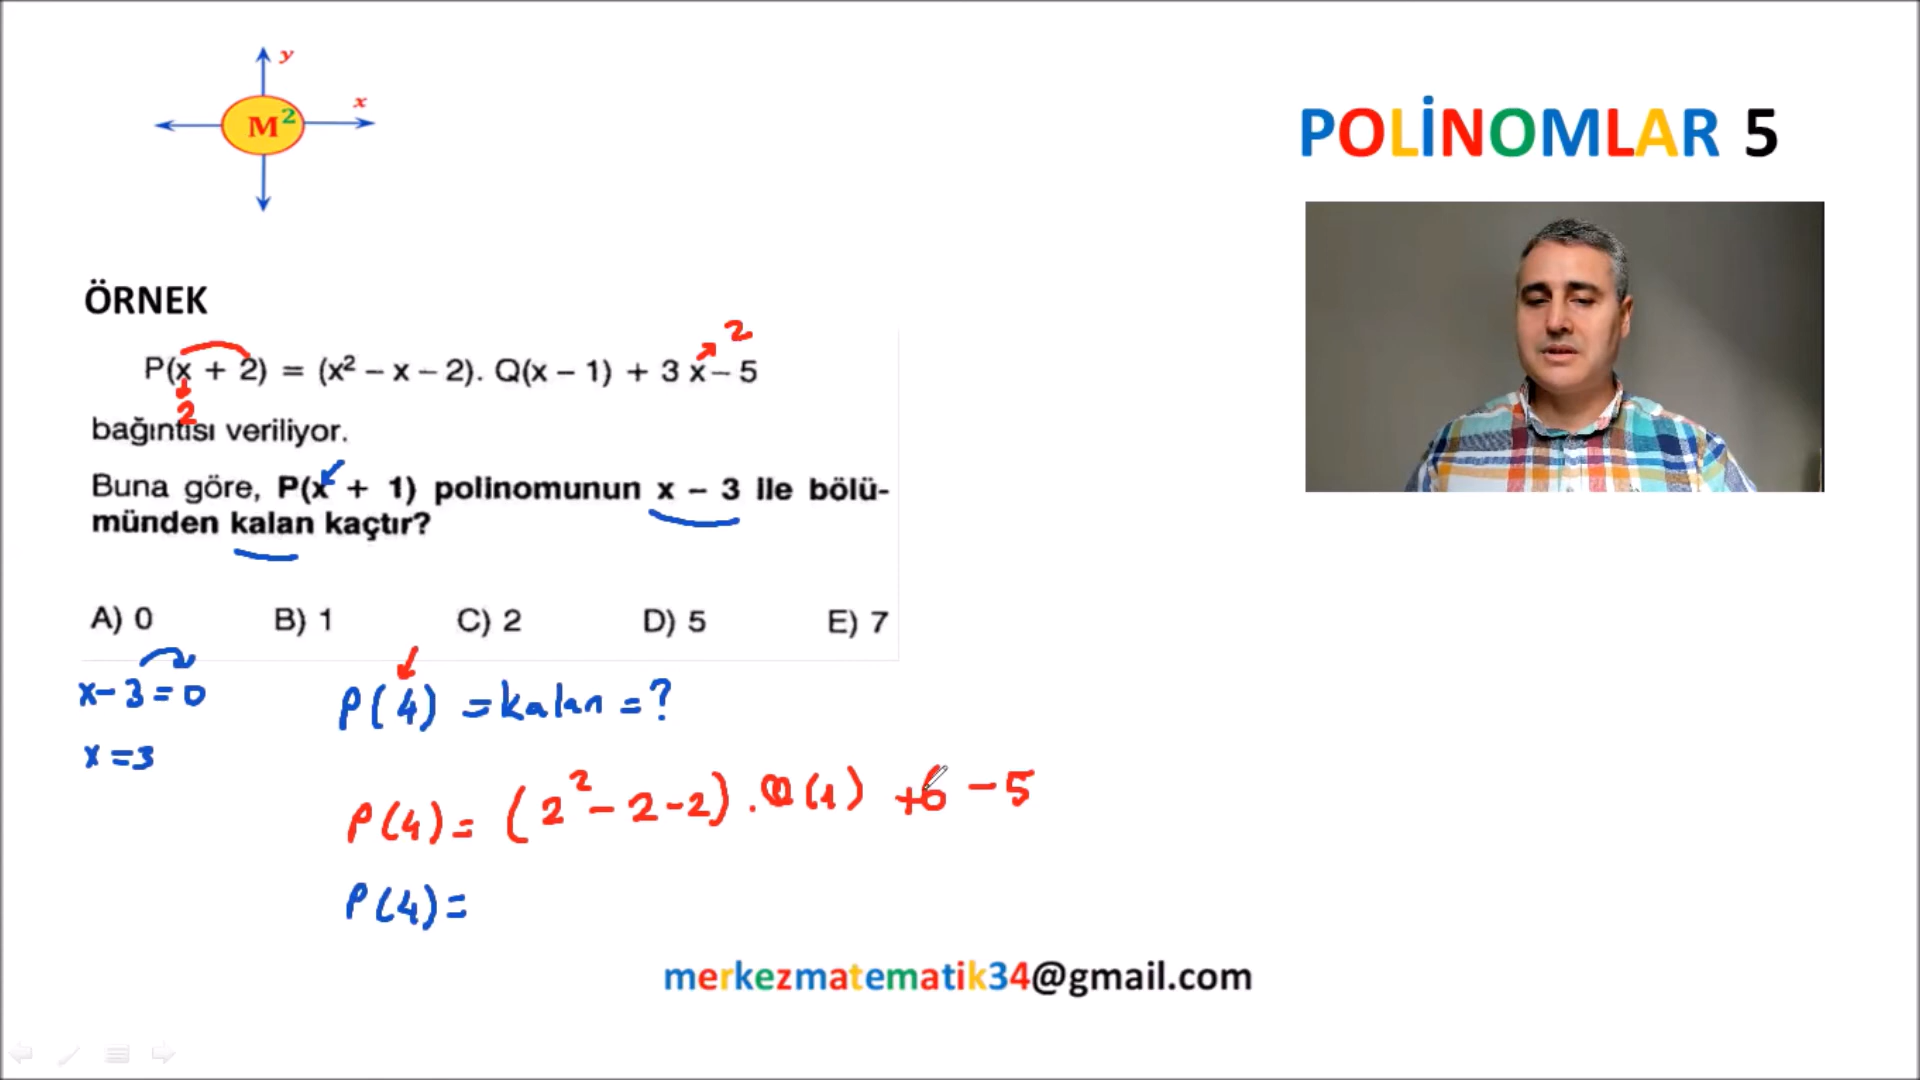 y
x
M²
POLİNOMLAR 5
ÖRNEK
2
P(x + 2) = (x² – x – 2). Q(x – 1) + 3 x – 5
2
bağıntısı veriliyor.
Buna göre, P(x + 1) polinomunun x – 3 ile bölü-
münden kalan kaçtır?
A) 0 B) 1 C) 2 D) 5 E) 7
x-3=0
x=3
P(4) = kalan = ?
P(4) = (2² - 2 - 2) . Q(1) + 6 - 5
P(4) =
merkezmatematik34@gmail.com